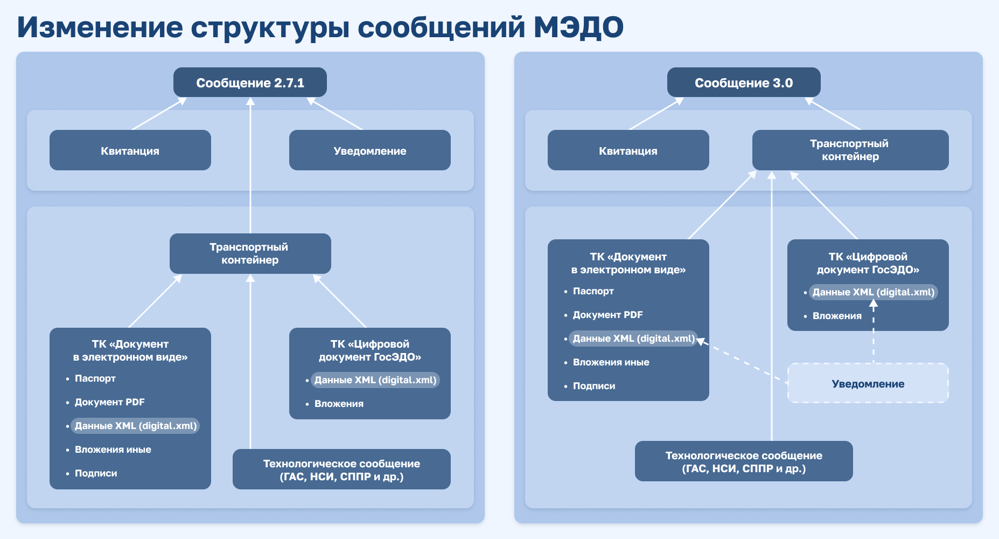 Изменение структуры сообщений МЭДО
Сообщение 2.7.1
Квитанция
Уведомление
Транспортный
контейнер
ТК «Документ
в электронном виде»
• Паспорт
• Документ PDF
• Данные XML (digital.xml)
• Вложения иные
• Подписи
ТК «Цифровой
документ ГосЭДО»
• Данные XML (digital.xml)
• Вложения
Технологическое сообщение
(ГАС, НСИ, СППР и др.)
Сообщение 3.0
Квитанция
Транспортный
контейнер
ТК «Документ
в электронном виде»
• Паспорт
• Документ PDF
• Данные XML (digital.xml)
• Вложения иные
• Подписи
ТК «Цифровой
документ ГосЭДО»
• Данные XML (digital.xml)
• Вложения
Уведомление
Технологическое сообщение
(ГАС, НСИ, СППР и др.)